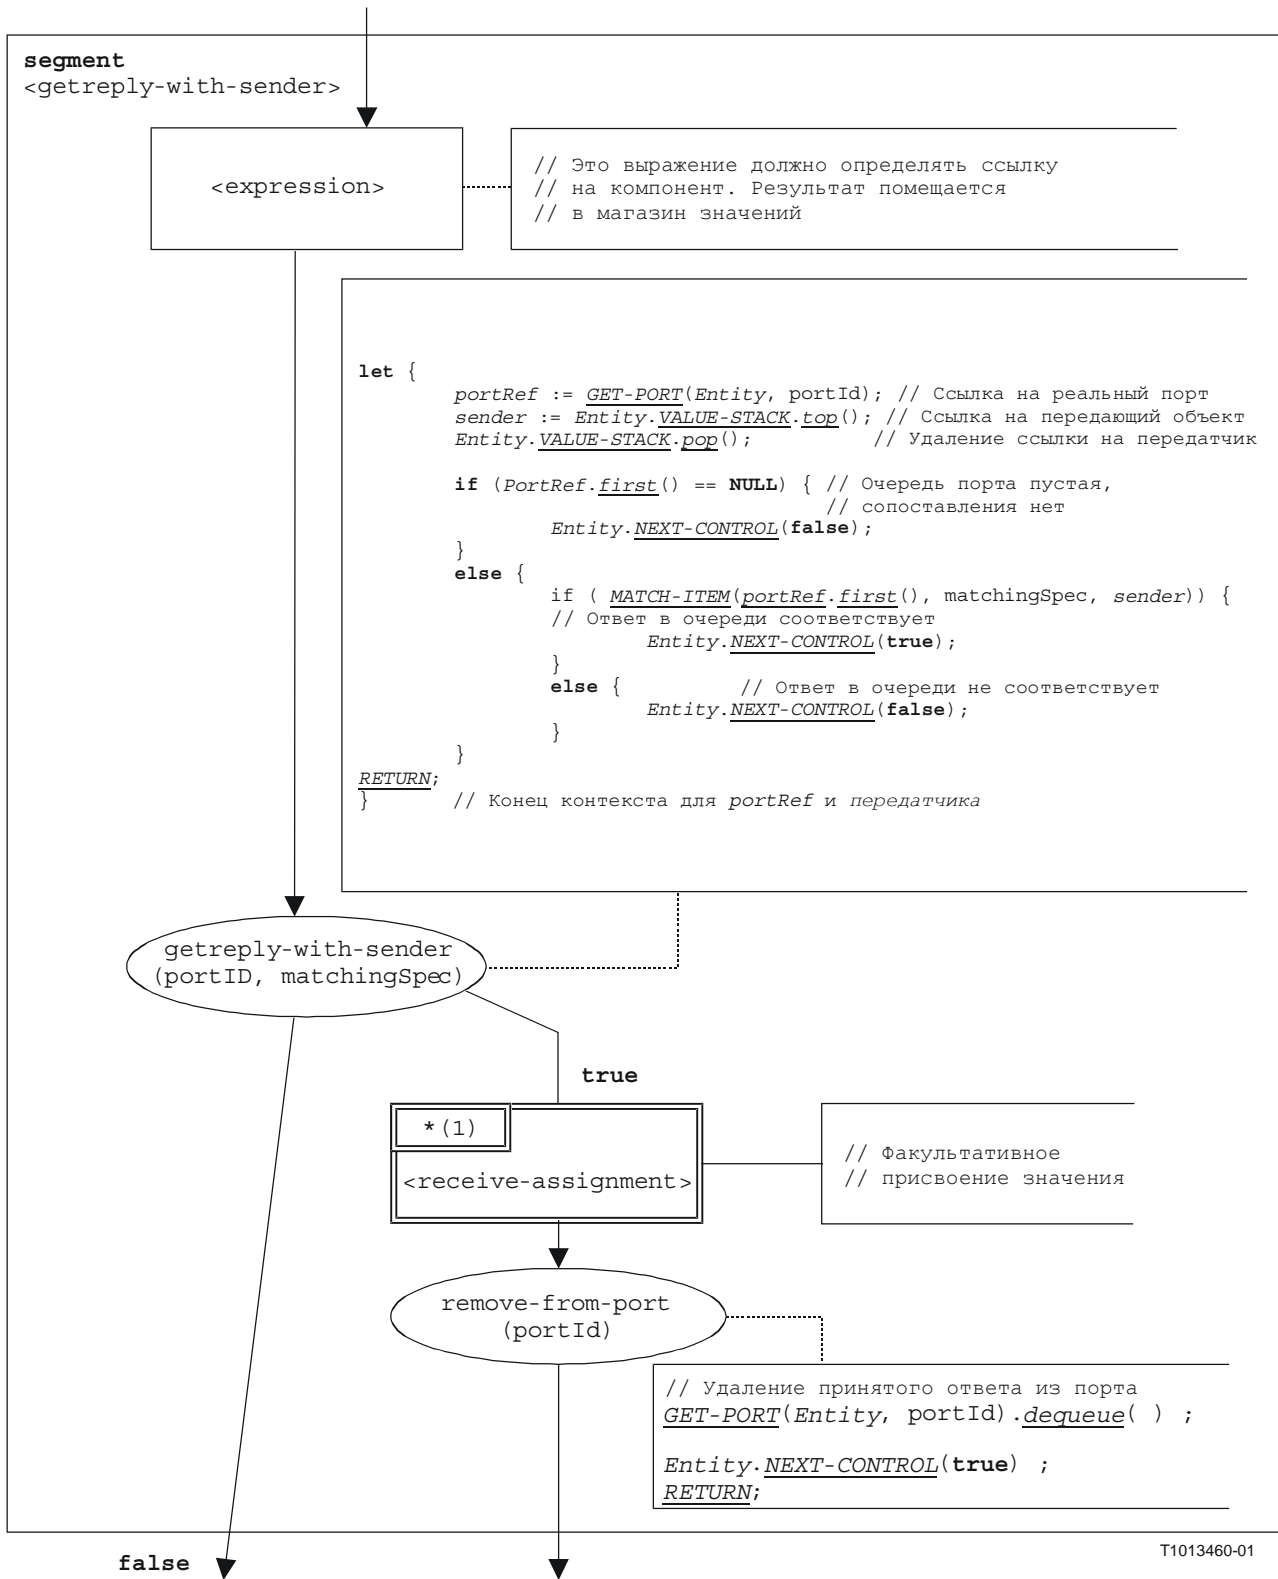 segment
<getreply-with-sender>
<expression>
// Это выражение должно определять ссылку
// на компонент. Результат помещается
// в магазин значений
let {
portRef := GET-PORT(Entity, portId); // Ссылка на реальный порт
sender := Entity.VALUE-STACK.top(); // Ссылка на передающий объект
Entity.VALUE-STACK.pop(); // Удаление ссылки на передатчик
if (PortRef.first() == NULL) { // Очередь порта пустая,
// сопоставления нет
Entity.NEXT-CONTROL(false);
}
else {
if ( MATCH-ITEM(portRef.first(), matchingSpec, sender)) {
// Ответ в очереди соответствует
Entity.NEXT-CONTROL(true);
}
else { // Ответ в очереди не соответствует
Entity.NEXT-CONTROL(false);
}
}
RETURN;
} // Конец контекста для portRef и передатчика
getreply-with-sender
(portID, matchingSpec)
true
*(1)
<receive-assignment>
// Факультативное
// присвоение значения
remove-from-port
(portId)
// Удаление принятого ответа из порта
GET-PORT(Entity, portId).dequeue( ) ;
Entity.NEXT-CONTROL(true) ;
RETURN;
false
T1013460-01